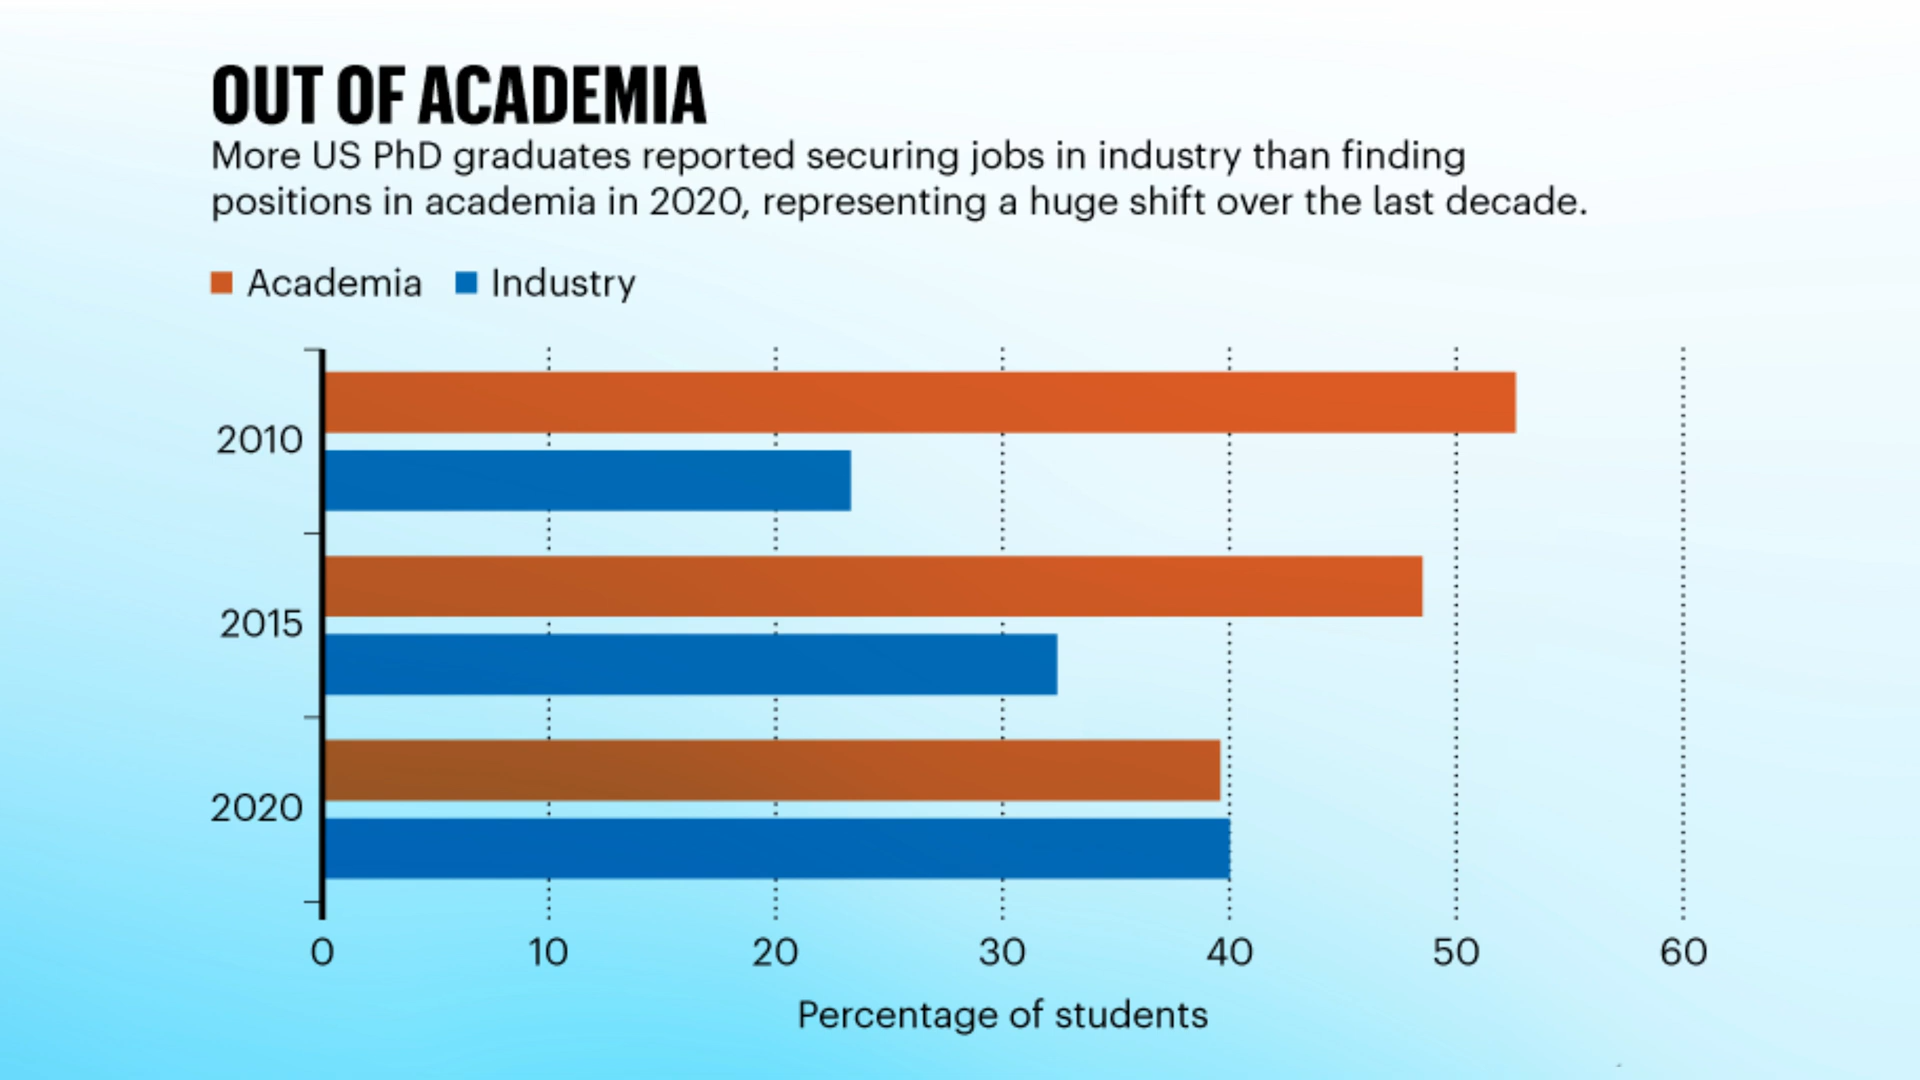 OUT OF ACADEMIA
More US PhD graduates reported securing jobs in industry than finding
positions in academia in 2020, representing a huge shift over the last decade.
Academia Industry
2010
2015
2020
0 10 20 30 40 50 60
Percentage of students